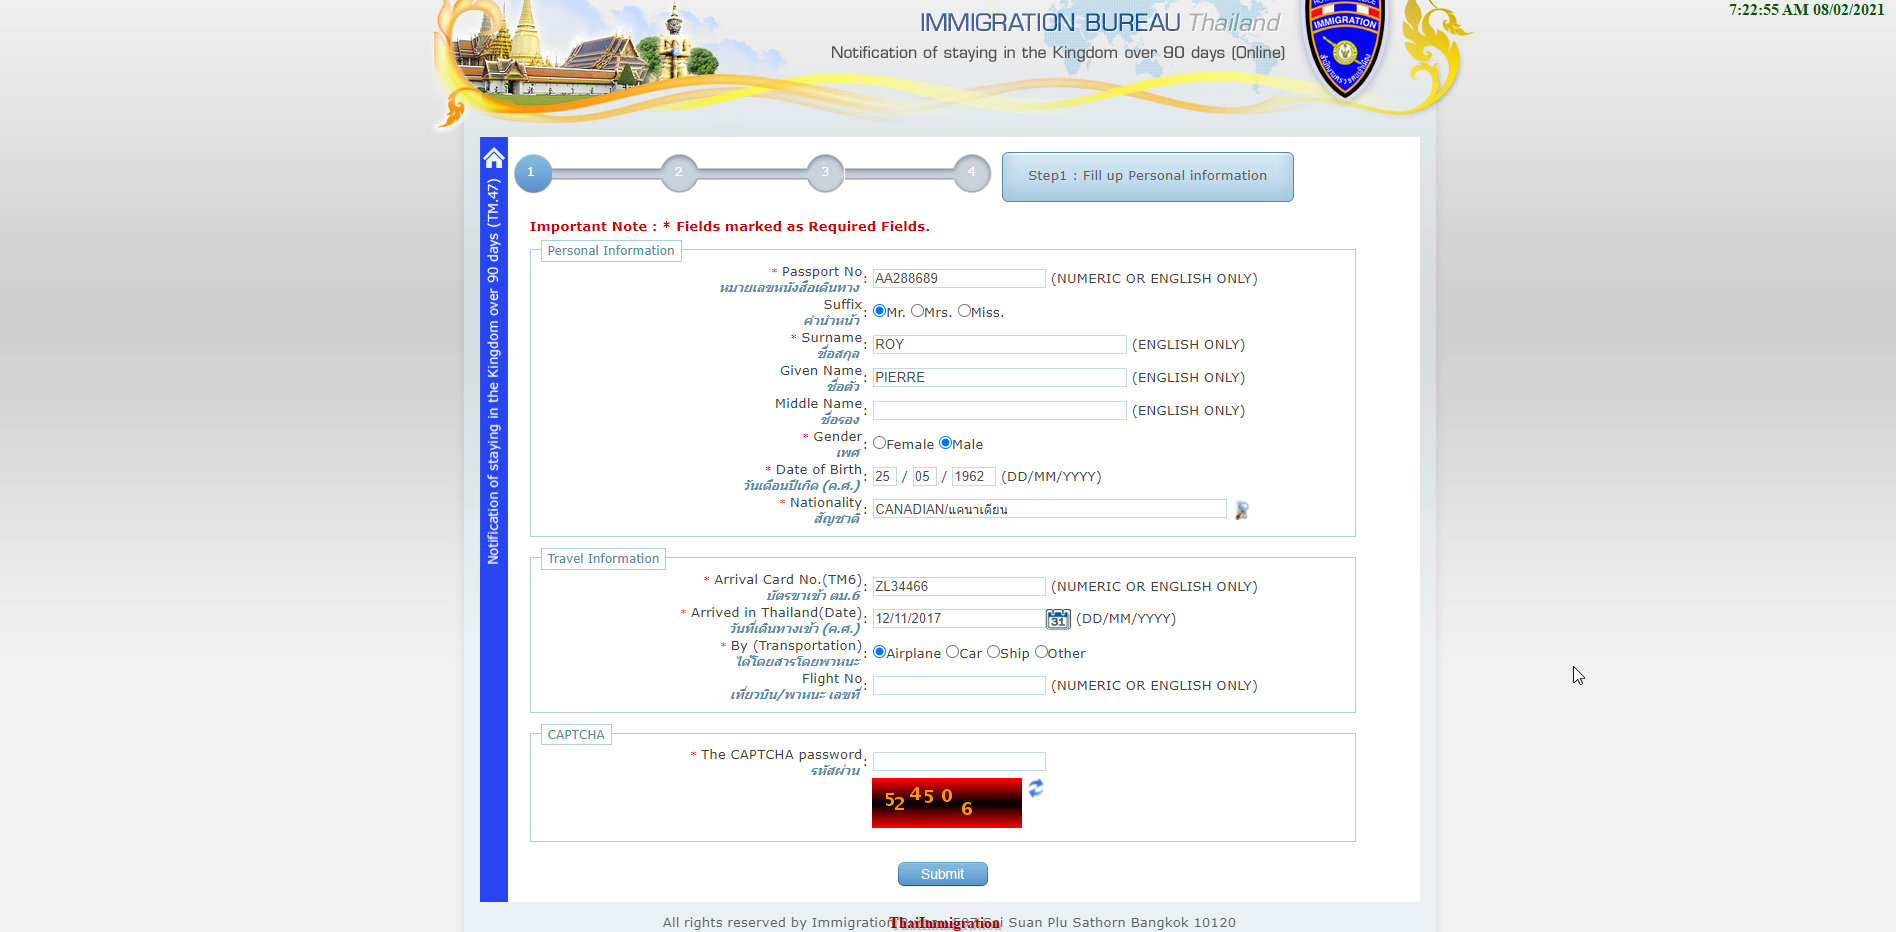 7:22:55 AM 08/02/2021
IMMIGRATION BUREAU Thailand
Notification of staying in the Kingdom over 90 days (Online)
IMMIGRATION
Notification of staying in the Kingdom over 90 days (TM.47)
1
2
3
4
Step1 : Fill up Personal information
Important Note : * Fields marked as Required Fields.
Personal Information
* Passport No : AA288689 (NUMERIC OR ENGLISH ONLY)
หมายเลขหนังสือเดินทาง
Suffix : Mr. Mrs. Miss.
คำนำหน้า
* Surname : ROY (ENGLISH ONLY)
ชื่อสกุล
Given Name : PIERRE (ENGLISH ONLY)
ชื่อตัว
Middle Name : (ENGLISH ONLY)
ชื่อรอง
* Gender : Female Male
เพศ
* Date of Birth : 25 / 05 / 1962 (DD/MM/YYYY)
วันเดือนปีเกิด (ค.ศ.)
* Nationality : CANADIAN/แคนาเดียน
สัญชาติ
Travel Information
* Arrival Card No.(TM6) : ZL34466 (NUMERIC OR ENGLISH ONLY)
บัตรขาเข้า ตม.6
* Arrived in Thailand(Date) : 12/11/2017 31 (DD/MM/YYYY)
วันที่เดินทางเข้า (ค.ศ.)
* By (Transportation) : Airplane Car Ship Other
ได้โดยสารโดยพาหนะ
Flight No : (NUMERIC OR ENGLISH ONLY)
เที่ยวบิน/พาหนะ เลขที่
CAPTCHA
* The CAPTCHA password :
รหัสผ่าน
524506
Submit
All rights reserved by Immigration Suan Plu Sathorn Bangkok 10120
ThaiImmigration